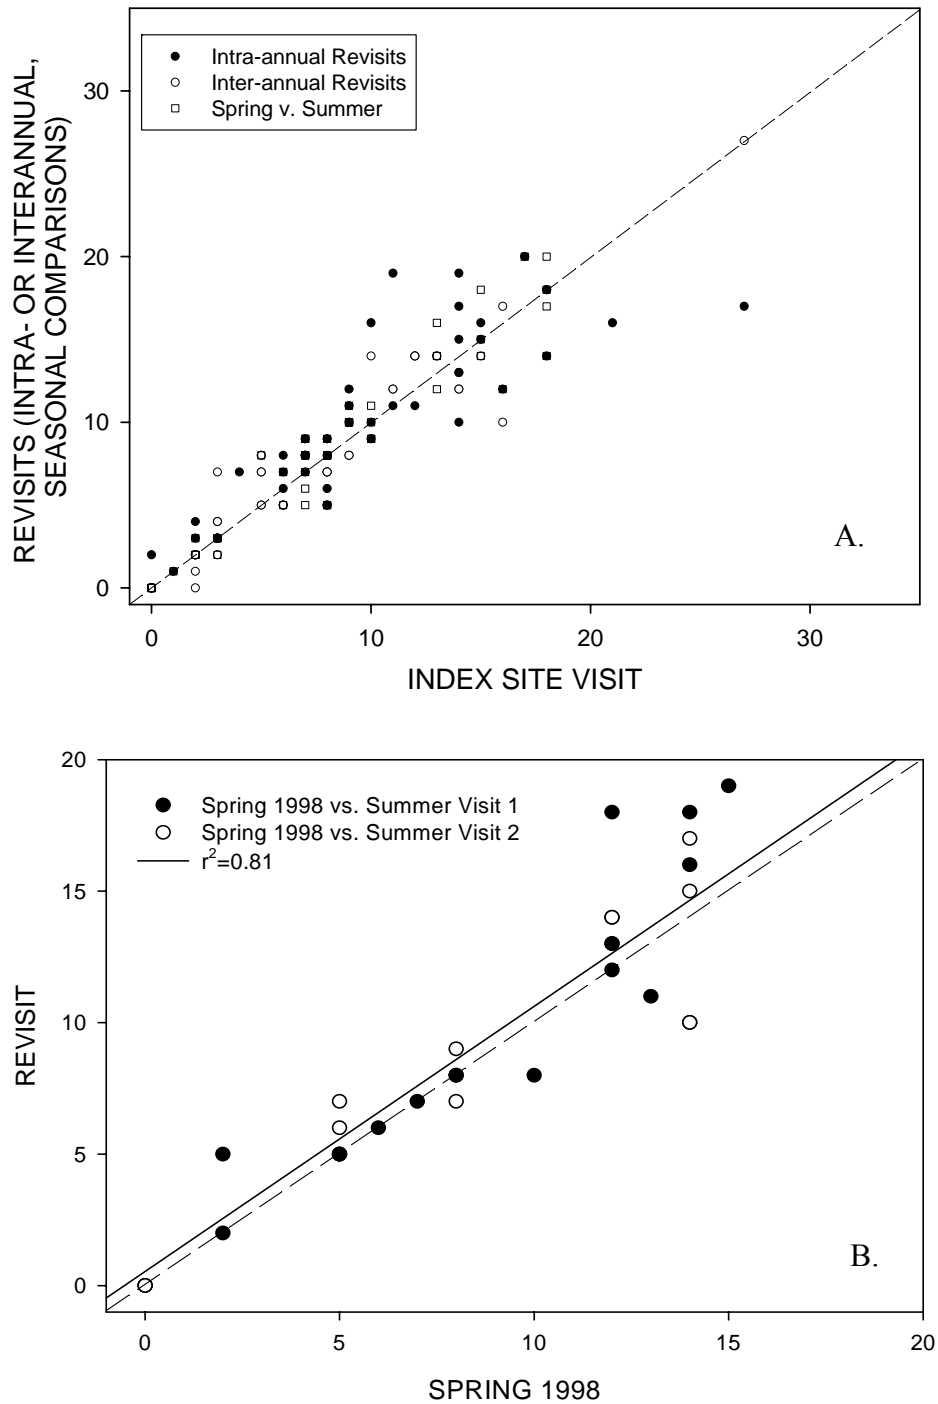 REVISITS (INTRA- OR INTERANNUAL,
SEASONAL COMPARISONS)
Intra-annual Revisits
Inter-annual Revisits
Spring v. Summer
30
20
10
0
A.
0 10 20 30
INDEX SITE VISIT
REVISIT
20
Spring 1998 vs. Summer Visit 1
Spring 1998 vs. Summer Visit 2
r²=0.81
15
10
5
0
B.
0 5 10 15 20
SPRING 1998